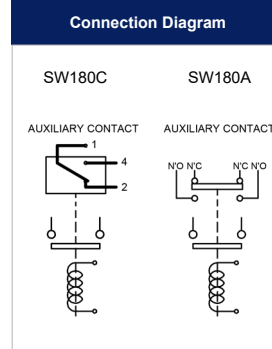 Connection Diagram
SW180C SW180A
AUXILIARY CONTACT AUXILIARY CONTACT
1
4
2
N'O N'C N'C N'O